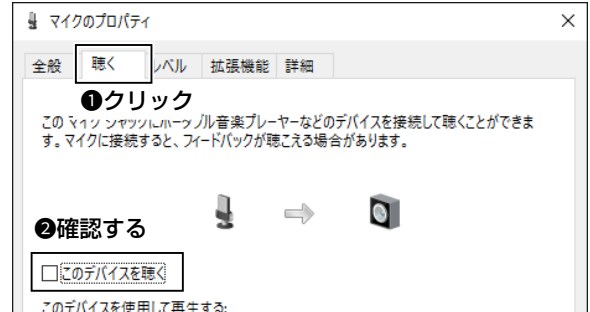 マイクのプロパティ
全般 聴く レベル 拡張機能 詳細
❶クリック
この マイク ジャックにポータブル音楽プレーヤーなどのデバイスを接続して聴くことができま
す。マイクに接続すると、フィードバックが聴こえる場合があります。
❷確認する
このデバイスを聴く
このデバイスを使用して再生する: